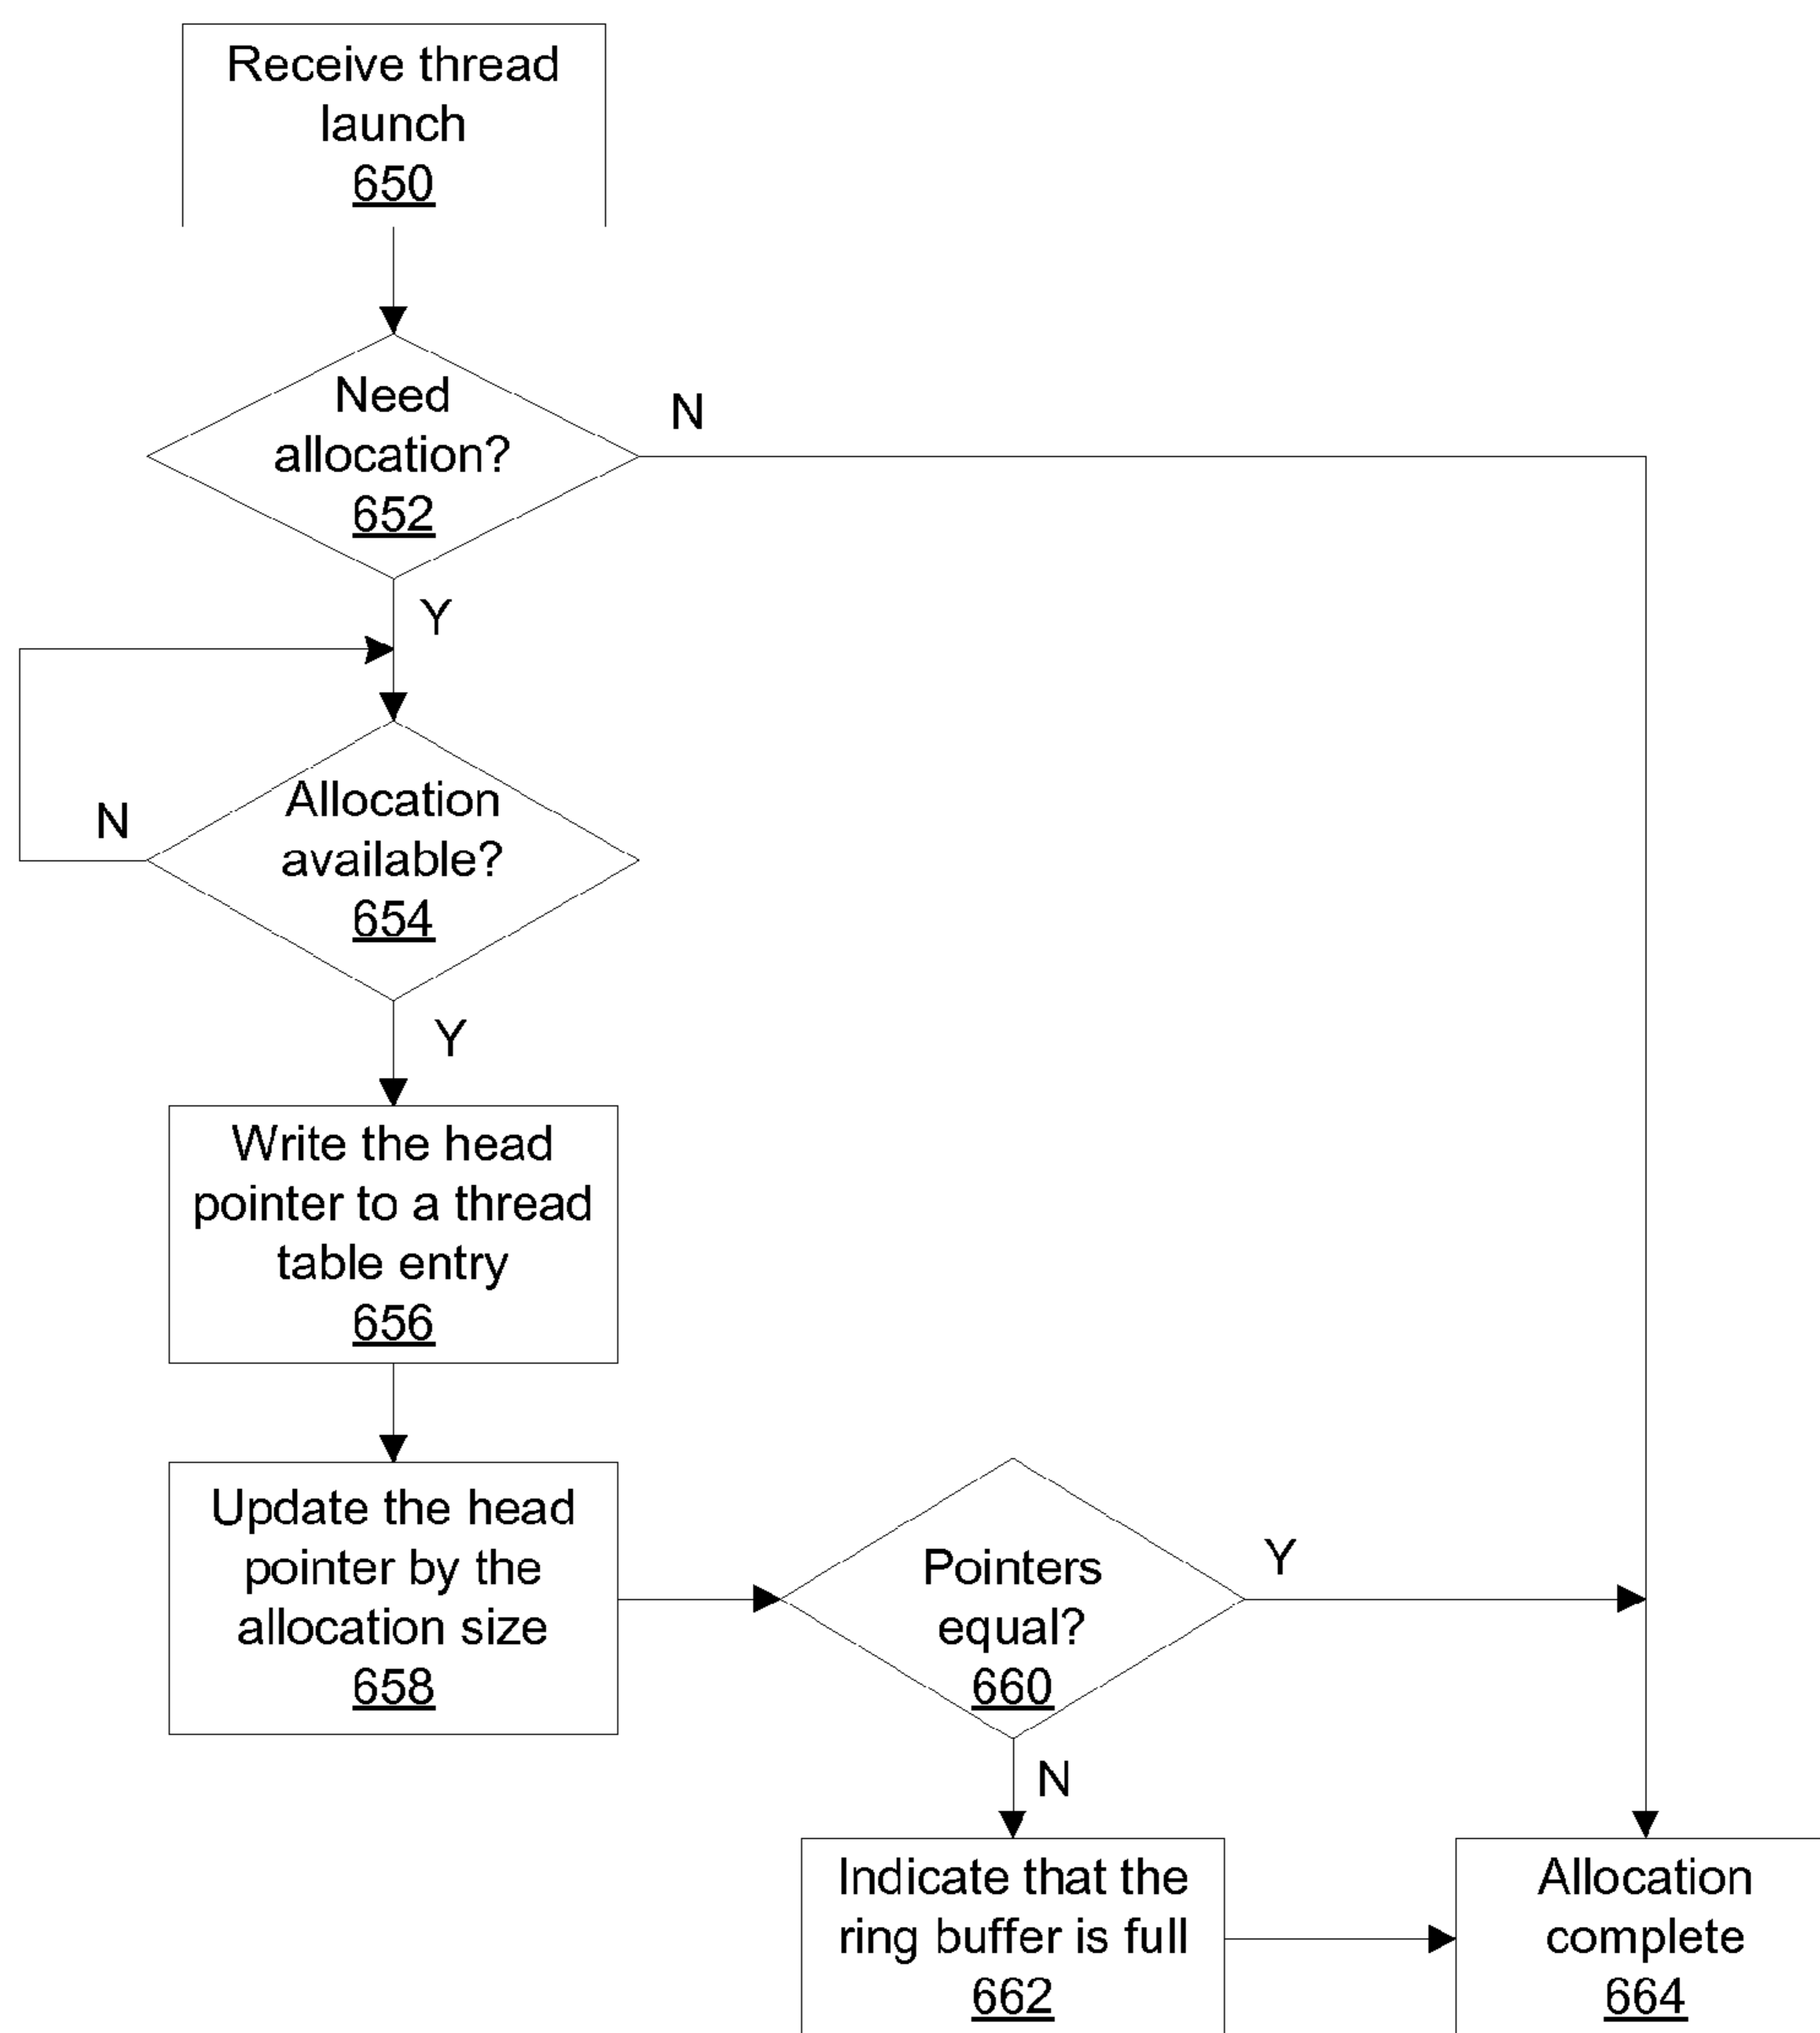 Receive thread
launch
650
Need
allocation?
652
N
Y
Allocation
available?
654
N
Y
Write the head
pointer to a thread
table entry
656
Update the head
pointer by the
allocation size
658
Pointers
equal?
660
Y
N
Indicate that the
ring buffer is full
662
Allocation
complete
664